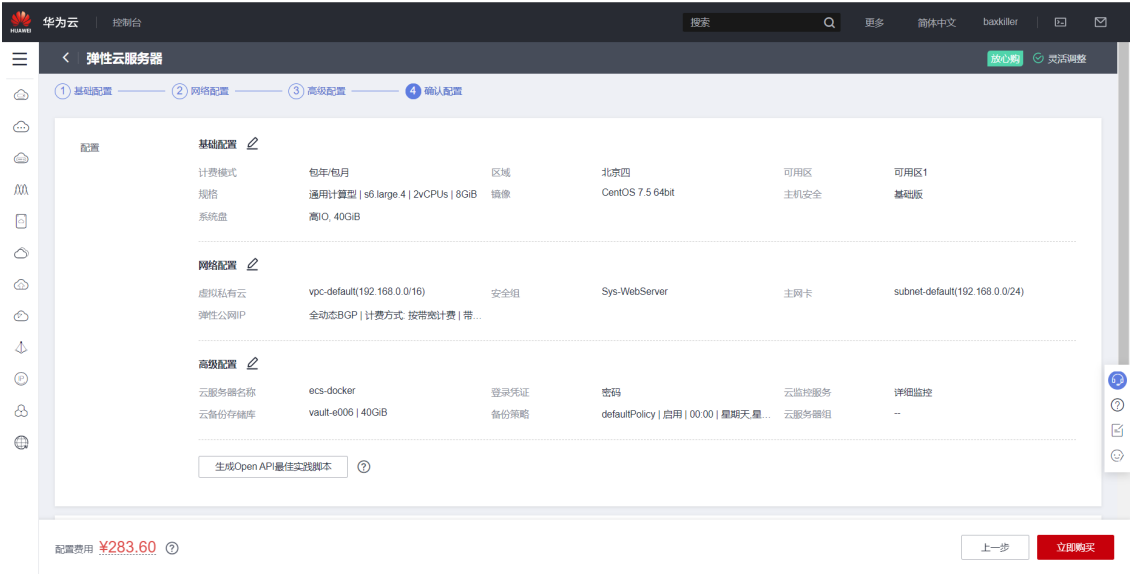 HUAWEI 华为云 控制台 搜索 更多 简体中文 baxkiller
弹性云服务器 放心购 灵活调整
1 基础配置 2 网络配置 3 高级配置 4 确认配置
配置 基础配置
计费模式 包年/包月 区域 北京四 可用区 可用区1
规格 通用计算型 | s6.large.4 | 2vCPUs | 8GiB 镜像 CentOS 7.5 64bit 主机安全 基础版
系统盘 高IO, 40GiB
网络配置
虚拟私有云 vpc-default(192.168.0.0/16) 安全组 Sys-WebServer 主网卡 subnet-default(192.168.0.0/24)
弹性公网IP 全动态BGP | 计费方式: 按带宽计费 | 带...
高级配置
云服务器名称 ecs-docker 登录凭证 密码 云监控服务 详细监控
云备份存储库 vault-e006 | 40GiB 备份策略 defaultPolicy | 启用 | 00:00 | 星期天,星... 云服务器组 --
生成Open API最佳实践脚本 ?
配置费用 ¥283.60 ? 上一步 立即购买